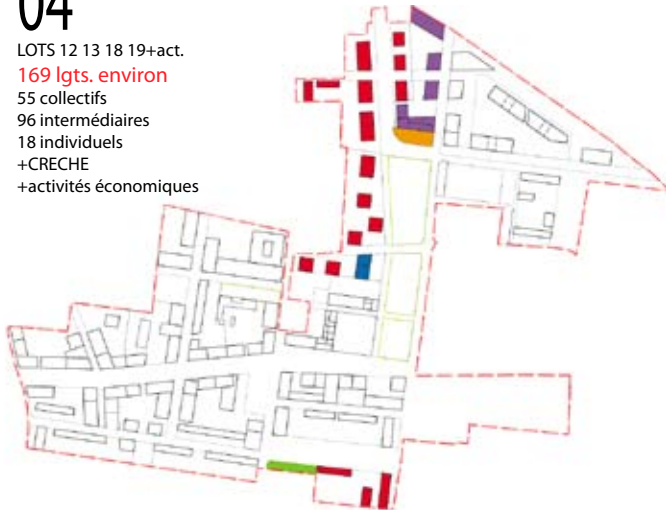 04
LOTS 12 13 18 19+act.
169 lgts. environ
55 collectifs
96 intermédiaires
18 individuels
+CRECHE
+activités économiques